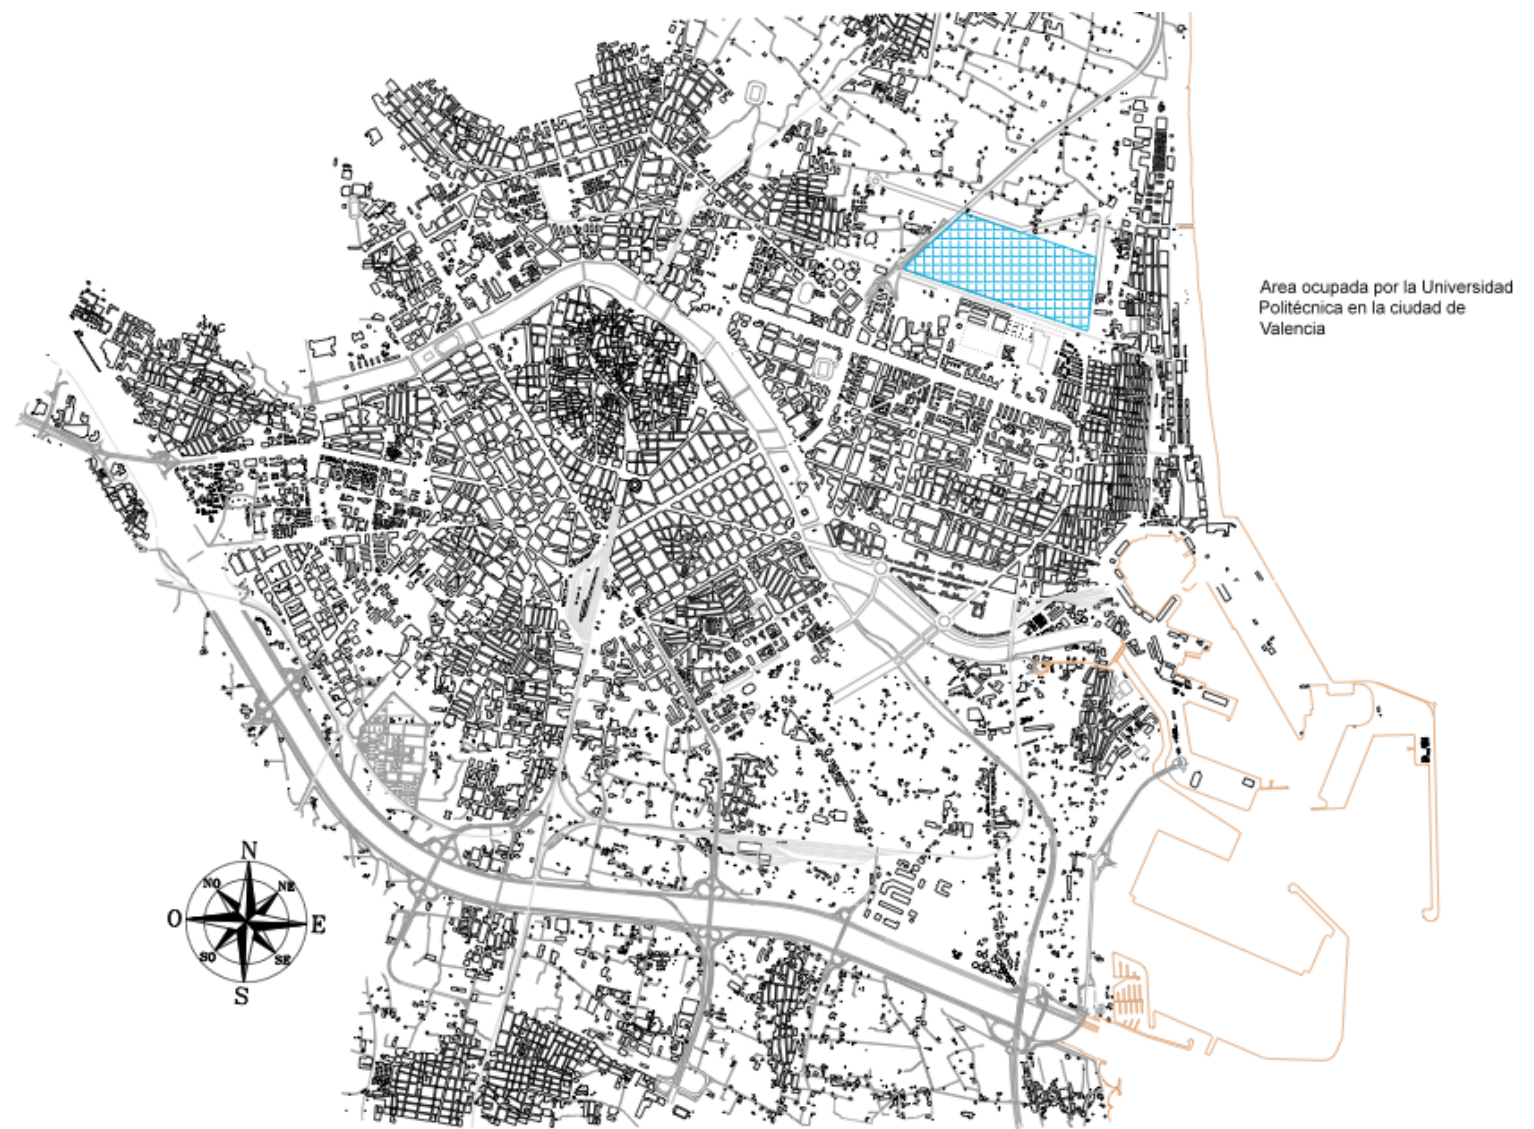 Area ocupada por la Universidad
Politécnica en la ciudad de
Valencia
N
NO
NE
O
E
SO
SE
S